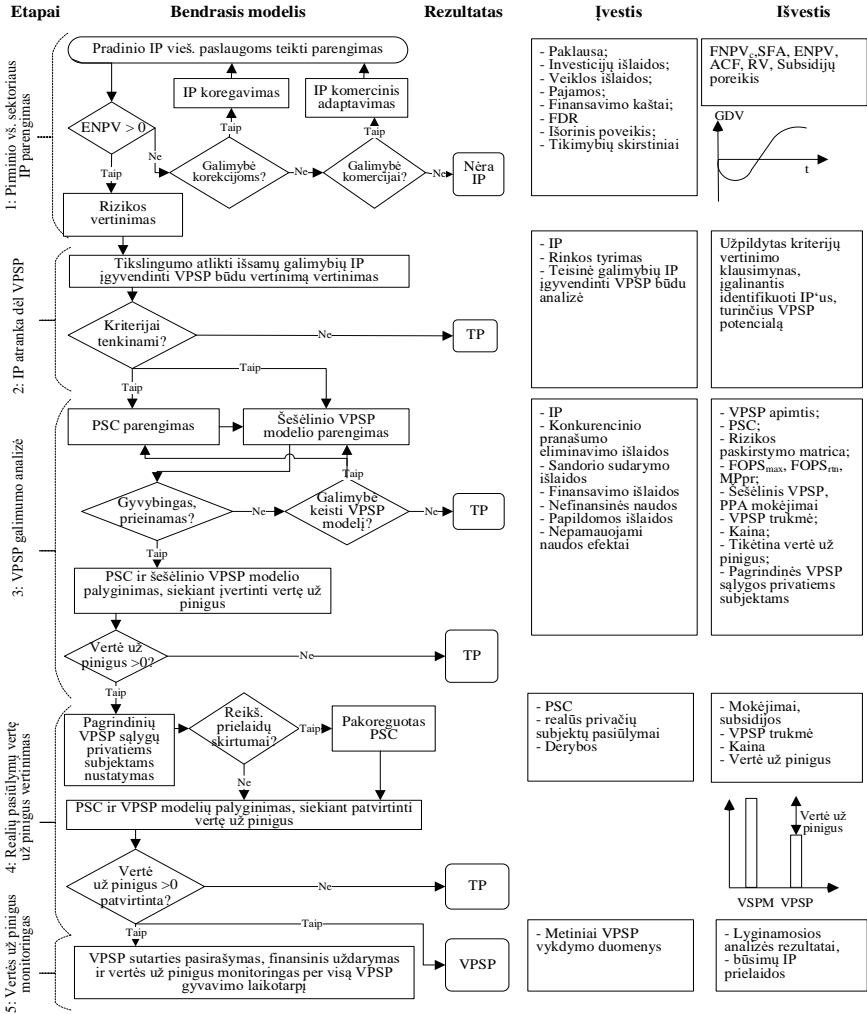 Etapai
Bendrasis modelis
Rezultatas
Įvestis
Išvestis
1: Pirminio vš. sektoriaus
IP parengimas
Pradinio IP vieš. paslaugoms teikti parengimas
IP koregavimas
IP komercinis
adaptavimas
ENPV > 0
Taip
Taip
Ne
Galimybė
korekcijoms?
Ne
Galimybė
komercijai?
Ne
Nėra
IP
Taip
Rizikos
vertinimas
- Paklausa;
- Investicijų išlaidos;
- Veiklos išlaidos;
- Pajamos;
- Finansavimo kaštai;
- FDR
- Išorinis poveikis;
- Tikimybių skirstiniai
FNPVc,SFA, ENPV,
ACF, RV, Subsidijų
poreikis
GDV
t
2: IP atranka dėl VPSP
Tikslingumo atlikti išsamų galimybių IP
įgyvendinti VPSP būdu vertinimą vertinimas
Kriterijai
tenkinami?
Ne
TP
Taip
Taip
- IP
- Rinkos tyrimas
- Teisinė galimybių IP
įgyvendinti VPSP būdu
analizė
Užpildytas kriterijų
vertinimo
klausimynas,
įgalinantis
identifikuoti IP‘us,
turinčius VPSP
potencialą
3: VPSP galimumo analizė
PSC parengimas
Šešėlinio VPSP
modelio parengimas
Taip
Gyvybingas,
prieinamas?
Ne
Galimybė
keisti VPSP
modelį?
Ne
TP
Taip
PSC ir šešėlinio VPSP modelio
palyginimas, siekiant įvertinti vertę už
pinigus
Vertė už
pinigus >0?
Ne
TP
Taip
- IP
- Konkurencinio
pranašumo
eliminavimo išlaidos
- Sandorio sudarymo
išlaidos
- Finansavimo išlaidos
- Nefinansinės naudos
- Papildomos išlaidos
- Nepamauojami
naudos efektai
- VPSP apimtis;
- PSC;
- Rizikos
paskirstymo matrica;
- FOPSmax, FOPSrtn,
MPpr;
- Šešėlinis VPSP,
PPA mokėjimai
- VPSP trukmė;
- Kaina;
- Tikėtina vertė už
pinigus;
- Pagrindinės VPSP
sąlygos privatiems
subjektams
4: Realių pasiūlymų vertę
už pinigus vertinimas
Pagrindinių
VPSP sąlygų
privatiems
subjektams
nustatymas
Reikš.
prielaidų
skirtumai?
Taip
Pakoreguotas
PSC
Ne
PSC ir VPSP modelių palyginimas, siekiant patvirtinti
vertę už pinigus
Vertė
už pinigus >0
patvirtinta?
Ne
TP
Taip
Taip
- PSC
- realūs privačių
subjektų pasiūlymai
- Derybos
- Mokėjimai,
subsidijos
- VPSP trukmė
- Kaina
- Vertė už pinigus
Vertė už
pinigus
VSPM
VPSP
5: Vertės už pinigus
monitoringas
VPSP sutarties pasirašymas, finansinis uždarymas
ir vertės už pinigus monitoringas per visą VPSP
gyvavimo laikotarpį
VPSP
- Metiniai VPSP
vykdymo duomenys
- Lyginamosios
analizės rezultatai,
- būsimų IP
prielaidos